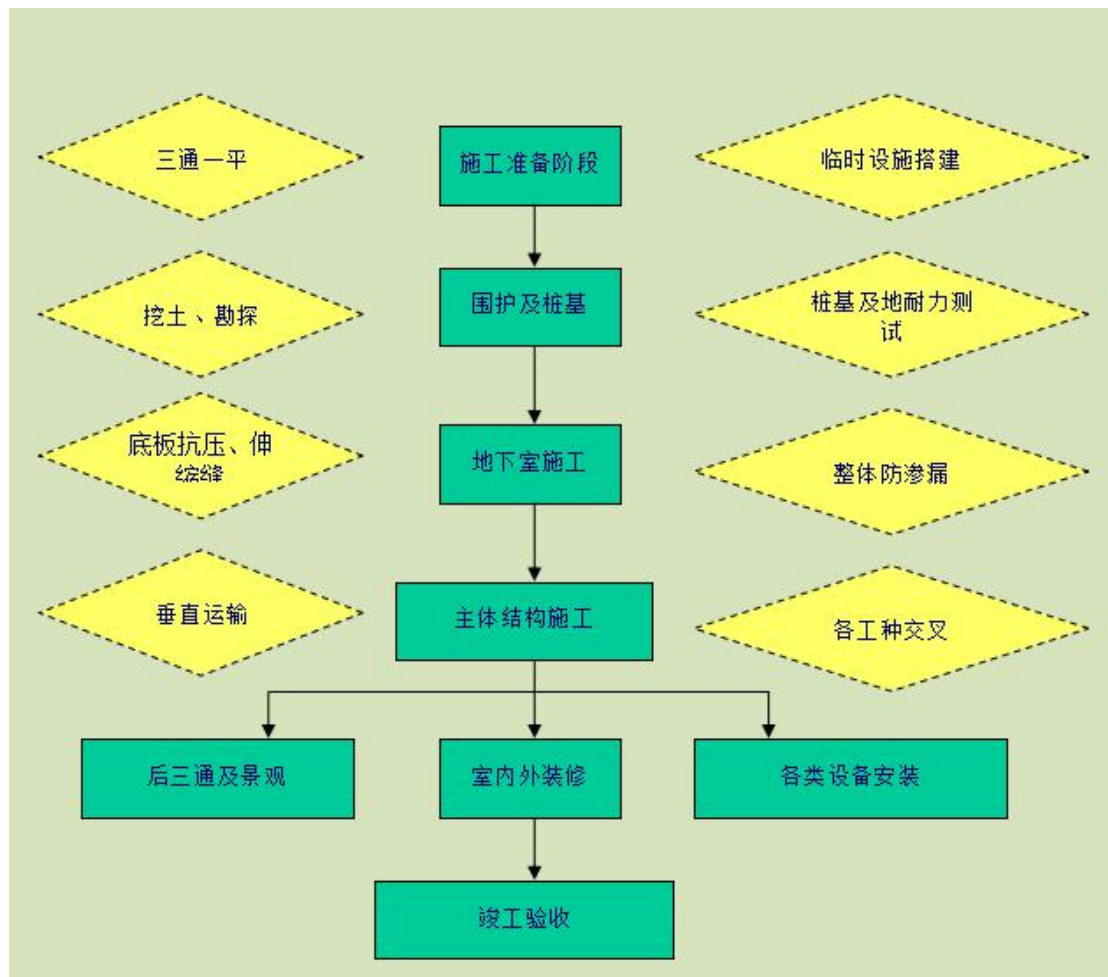 三通一平
施工准备阶段
临时设施搭建
挖土、勘探
围护及桩基
桩基及地耐力测
试
底板抗压、伸
缩缝
地下室施工
整体防渗漏
垂直运输
主体结构施工
各工种交叉
后三通及景观
室内外装修
各类设备安装
竣工验收